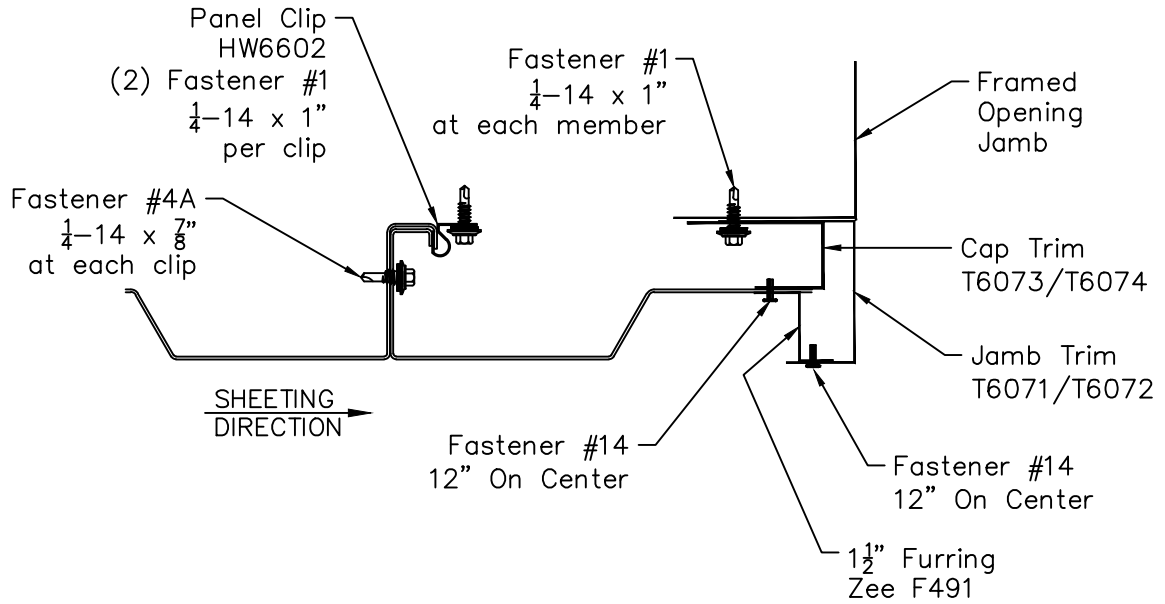 Panel Clip
HW6602
(2) Fastener #1
1/4-14 x 1"
per clip
Fastener #1
1/4-14 x 1"
at each member
Framed
Opening
Jamb
Fastener #4A
1/4-14 x 7/8"
at each clip
Cap Trim
T6073/T6074
Jamb Trim
T6071/T6072
SHEETING
DIRECTION
Fastener #14
12" On Center
Fastener #14
12" On Center
1 1/2" Furring
Zee F491